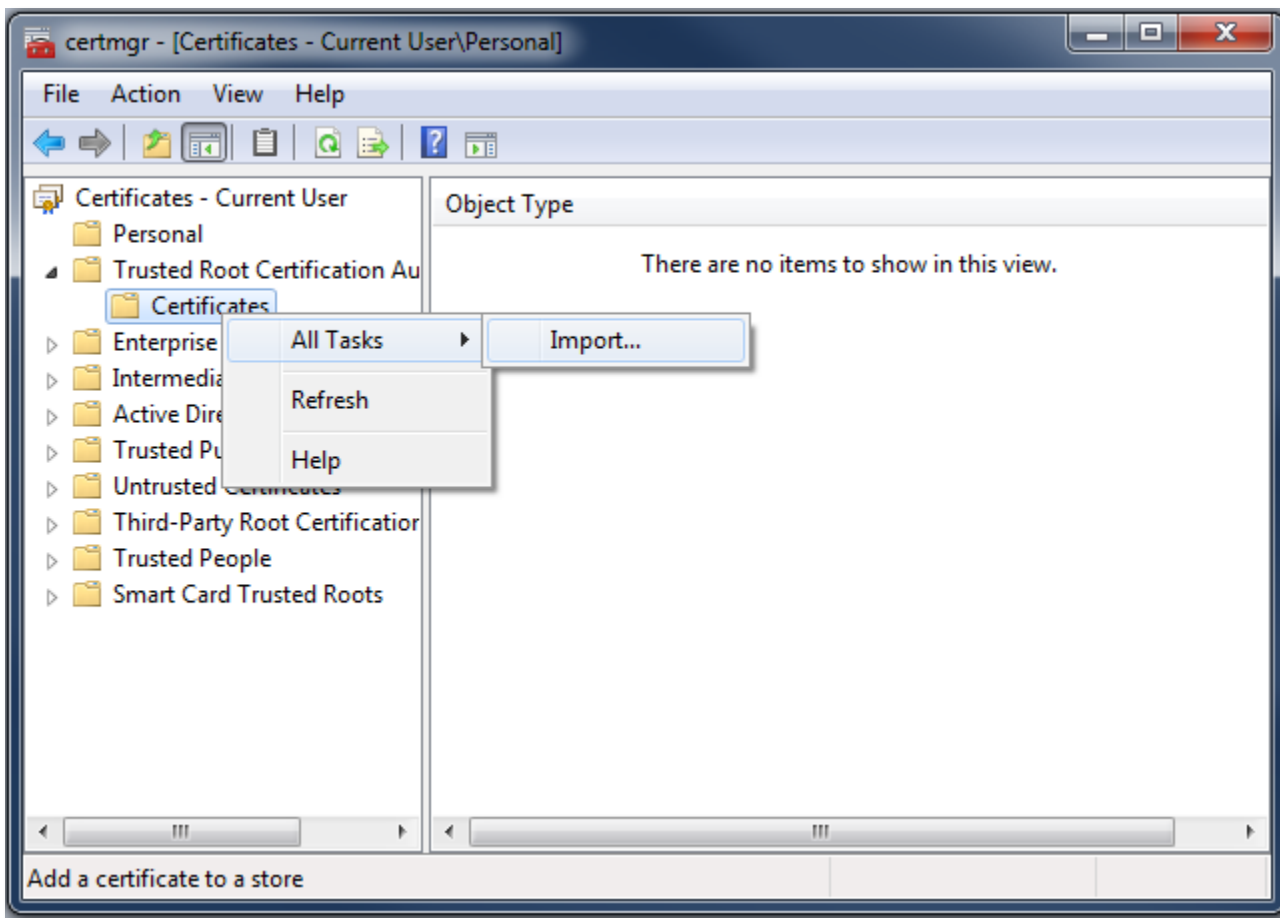 certmgr - [Certificates - Current User\Personal]
File Action View Help
Certificates - Current User
Personal
Trusted Root Certification Au
Certificates
Enterprise
Intermedia
Active Dire
Trusted Pu
Untrusted Certificates
Third-Party Root Certification
Trusted People
Smart Card Trusted Roots
All Tasks
Import...
Refresh
Help
Object Type
There are no items to show in this view.
Add a certificate to a store